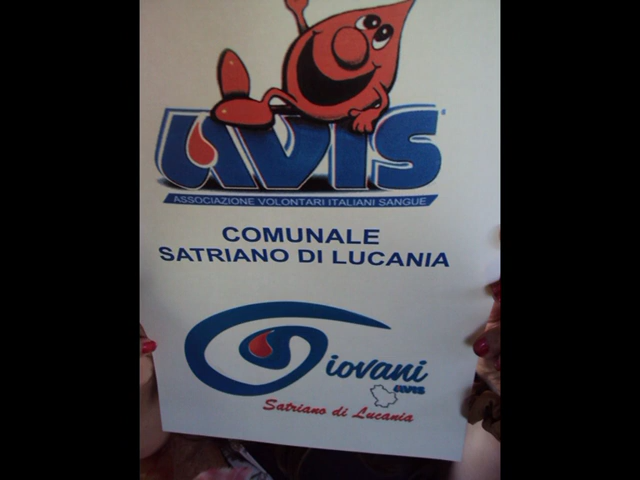 AVIS
ASSOCIAZIONE VOLONTARI ITALIANI SANGUE
COMUNALE
SATRIANO DI LUCANIA
Giovani
AVIS
Satriano di Lucania